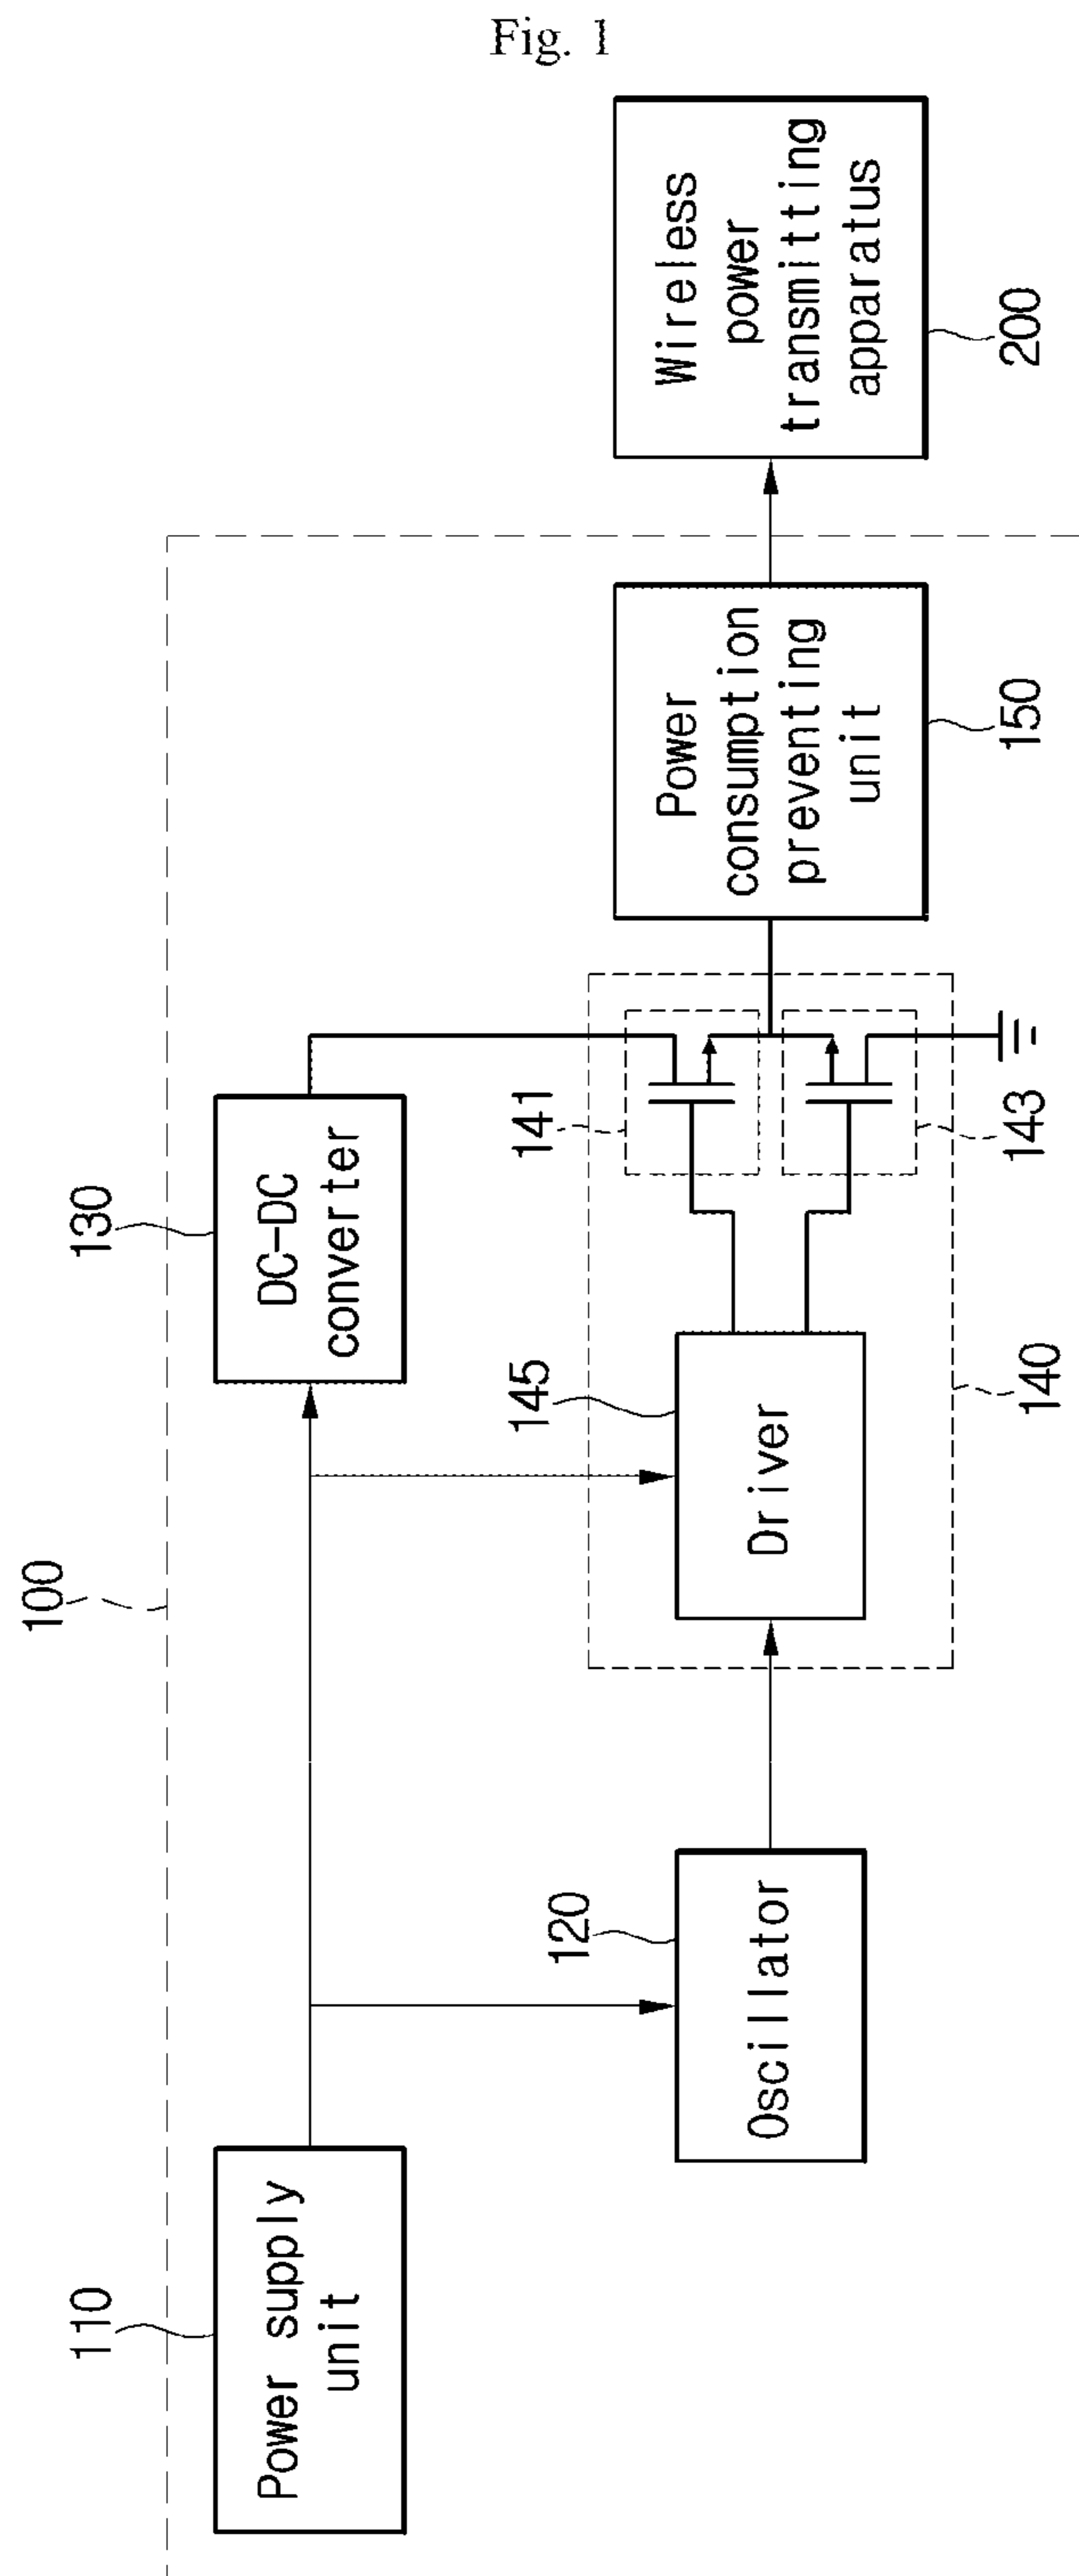 Fig. 1
100
110
Power supply
unit
130
DC-DC
converter
120
Oscillator
145
Driver
141
143
140
Power
consumption
preventing
unit
150
Wireless
power
transmitting
apparatus
200